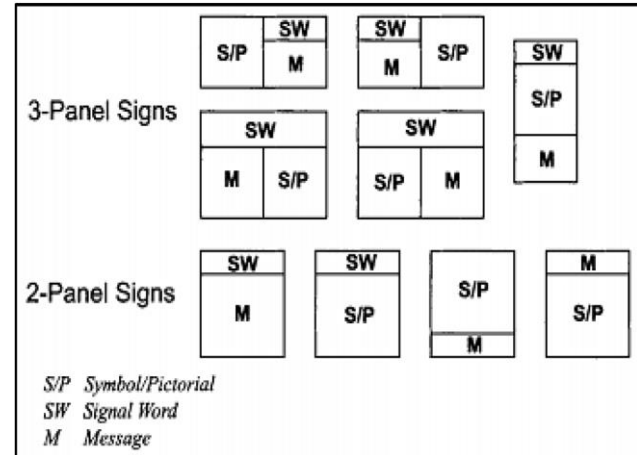 S/P SW M
SW M S/P
SW S/P M
3-Panel Signs
SW M S/P
SW S/P M
2-Panel Signs
SW M
SW S/P
S/P M
M S/P
S/P Symbol/Pictorial
SW Signal Word
M Message